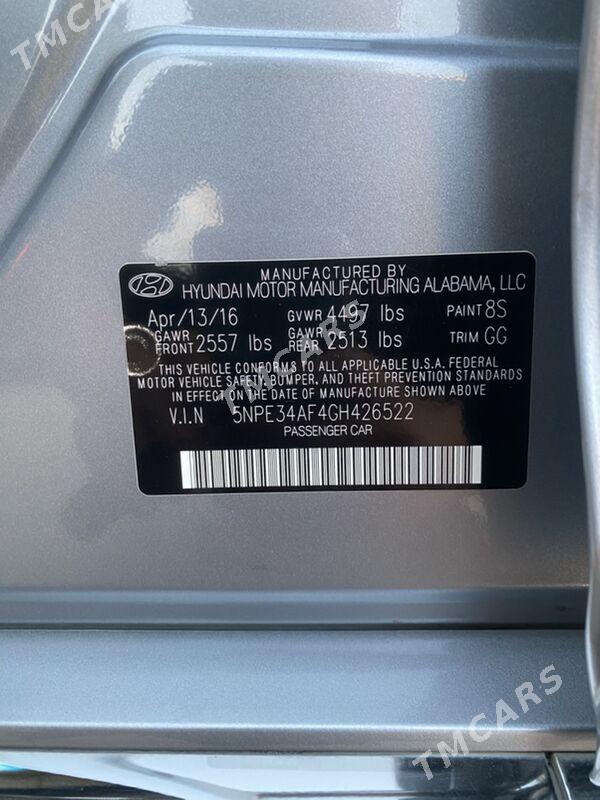 TMCARS
MANUFACTURED BY
HYUNDAI MOTOR MANUFACTURING ALABAMA, LLC
Apr/13/16 GVWR 4497 lbs PAINT 8S
GAWR FRONT 2557 lbs GAWR REAR 2513 lbs TRIM GG
THIS VEHICLE CONFORMS TO ALL APPLICABLE U.S.A. FEDERAL
MOTOR VEHICLE SAFETY, BUMPER, AND THEFT PREVENTION STANDARDS
IN EFFECT ON THE DATE OF MANUFACTURE SHOWN ABOVE
V.I.N 5NPE34AF4GH426522
PASSENGER CAR
TMCARS
TMCARS